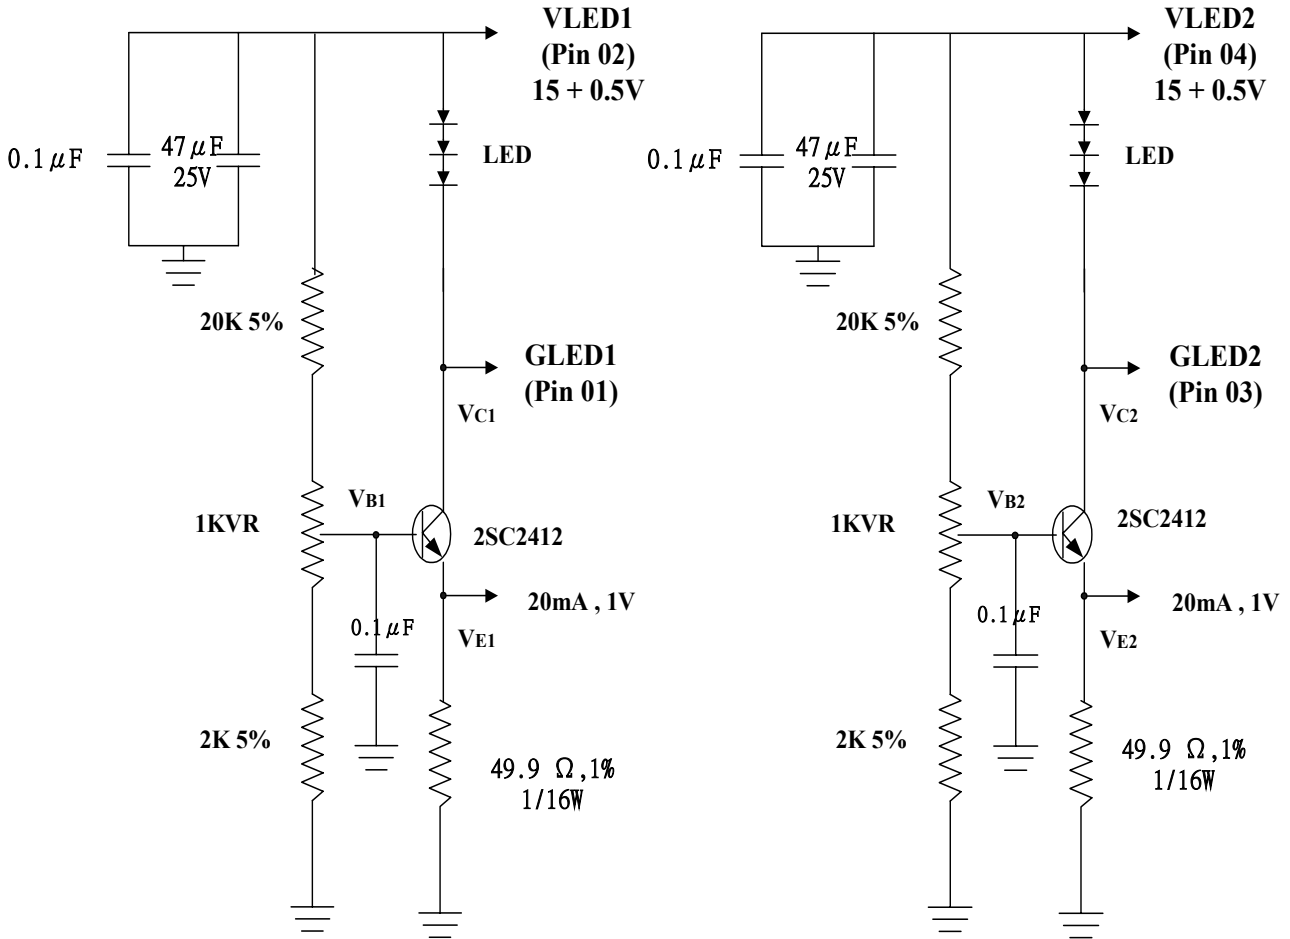 VLED1
(Pin 02)
15 + 0.5V
0.1μF
47μF
25V
LED
20K 5%
GLED1
(Pin 01)
VC1
VB1
1KVR
2SC2412
20mA , 1V
0.1μF
VE1
2K 5%
49.9 Ω,1%
1/16W
VLED2
(Pin 04)
15 + 0.5V
0.1μF
47μF
25V
LED
20K 5%
GLED2
(Pin 03)
VC2
VB2
1KVR
2SC2412
20mA , 1V
0.1μF
VE2
2K 5%
49.9 Ω,1%
1/16W